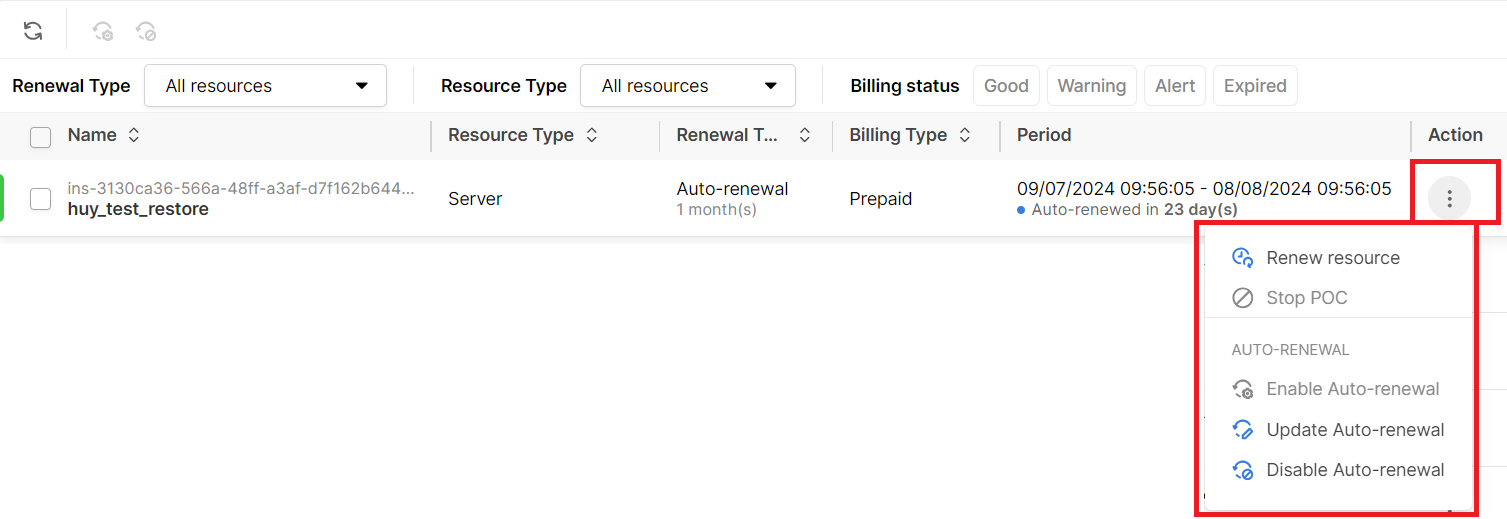 Renewal Type All resources Resource Type All resources Billing status Good Warning Alert Expired
Name Resource Type Renewal T... Billing Type Period Action
ins-3130ca36-566a-48ff-a3af-d7f162b644...
huy_test_restore
Server
Auto-renewal
1 month(s)
Prepaid
09/07/2024 09:56:05 - 08/08/2024 09:56:05
Auto-renewed in 23 day(s)
Renew resource
Stop POC
AUTO-RENEWAL
Enable Auto-renewal
Update Auto-renewal
Disable Auto-renewal